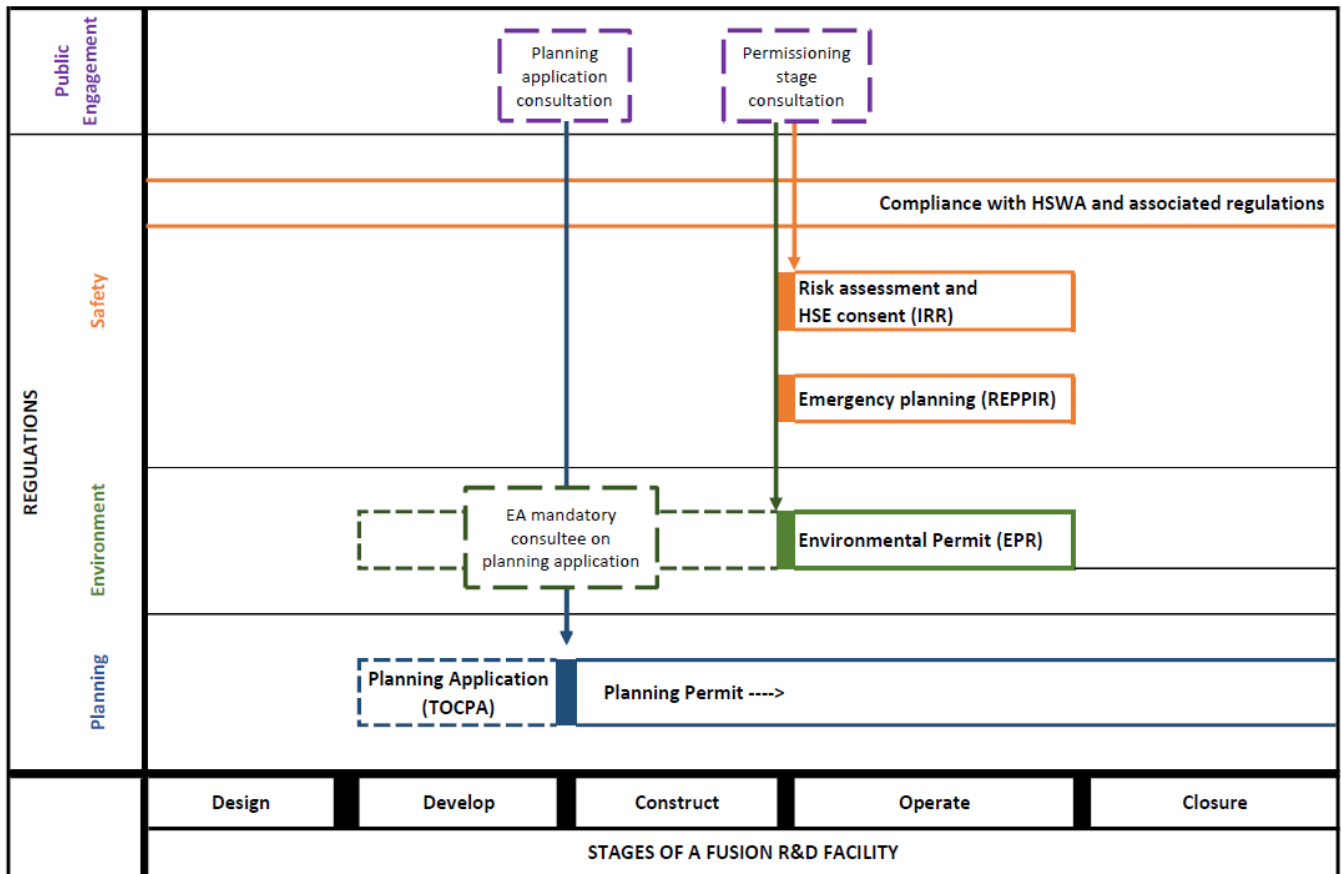 Public
Engagement
Planning
application
consultation
Permissioning
stage
consultation
REGULATIONS
Safety
Compliance with HSWA and associated regulations
Risk assessment and
HSE consent (IRR)
Emergency planning (REPPIR)
Environment
EA mandatory
consultee on
planning application
Environmental Permit (EPR)
Planning
Planning Application
(TOCPA)
Planning Permit ---->
Design
Develop
Construct
Operate
Closure
STAGES OF A FUSION R&D FACILITY